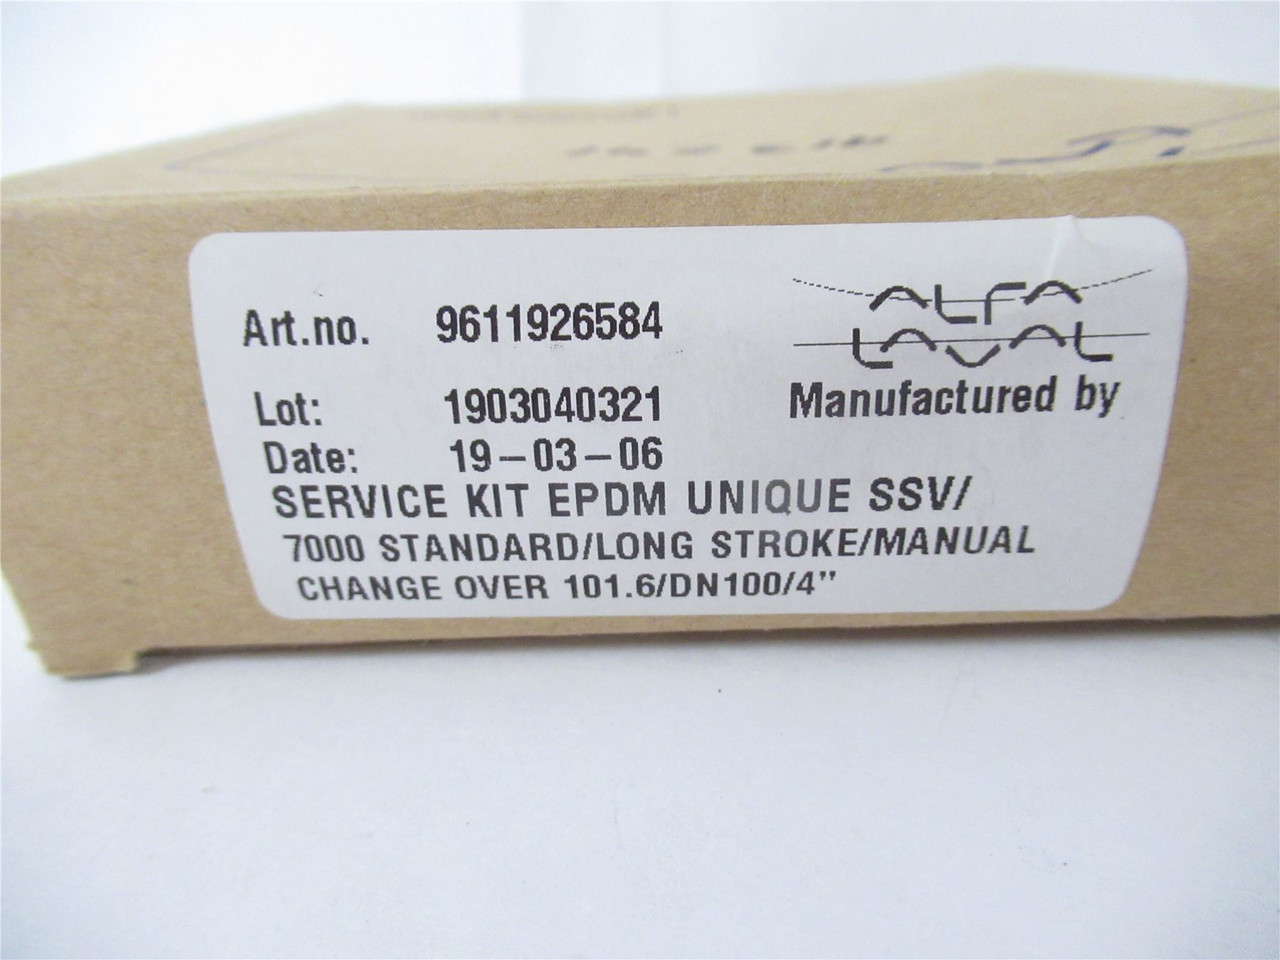 Art.no. 9611926584
ALFA
LAVAL
Manufactured by
Lot: 1903040321
Date: 19-03-06
SERVICE KIT EPDM UNIQUE SSV/
7000 STANDARD/LONG STROKE/MANUAL
CHANGE OVER 101.6/DN100/4"